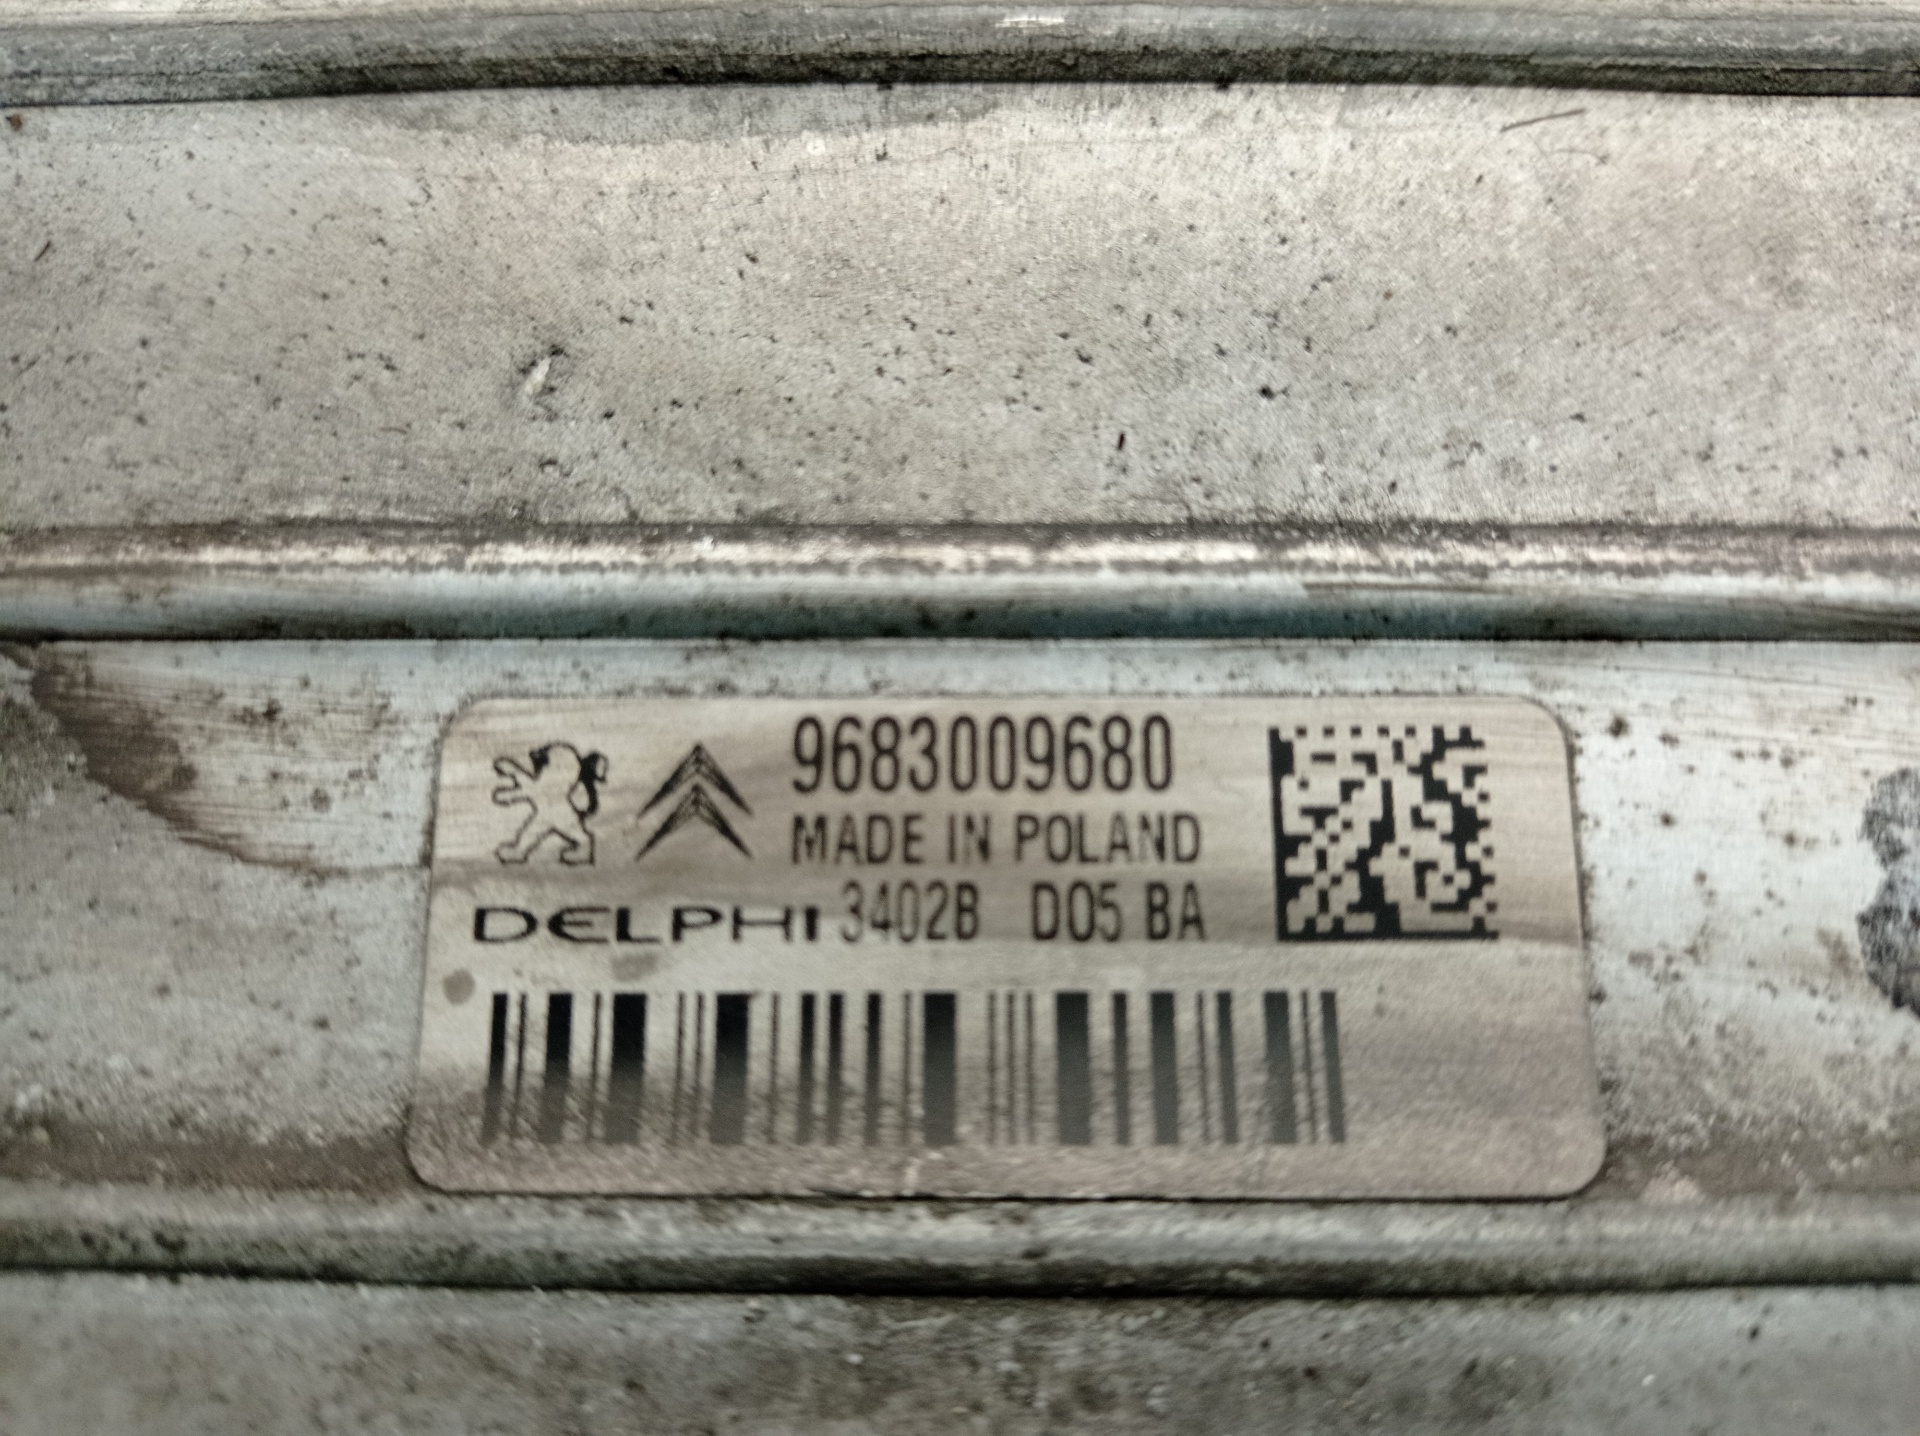 9683009680
MADE IN POLAND
DELPHI 3402B D05 BA